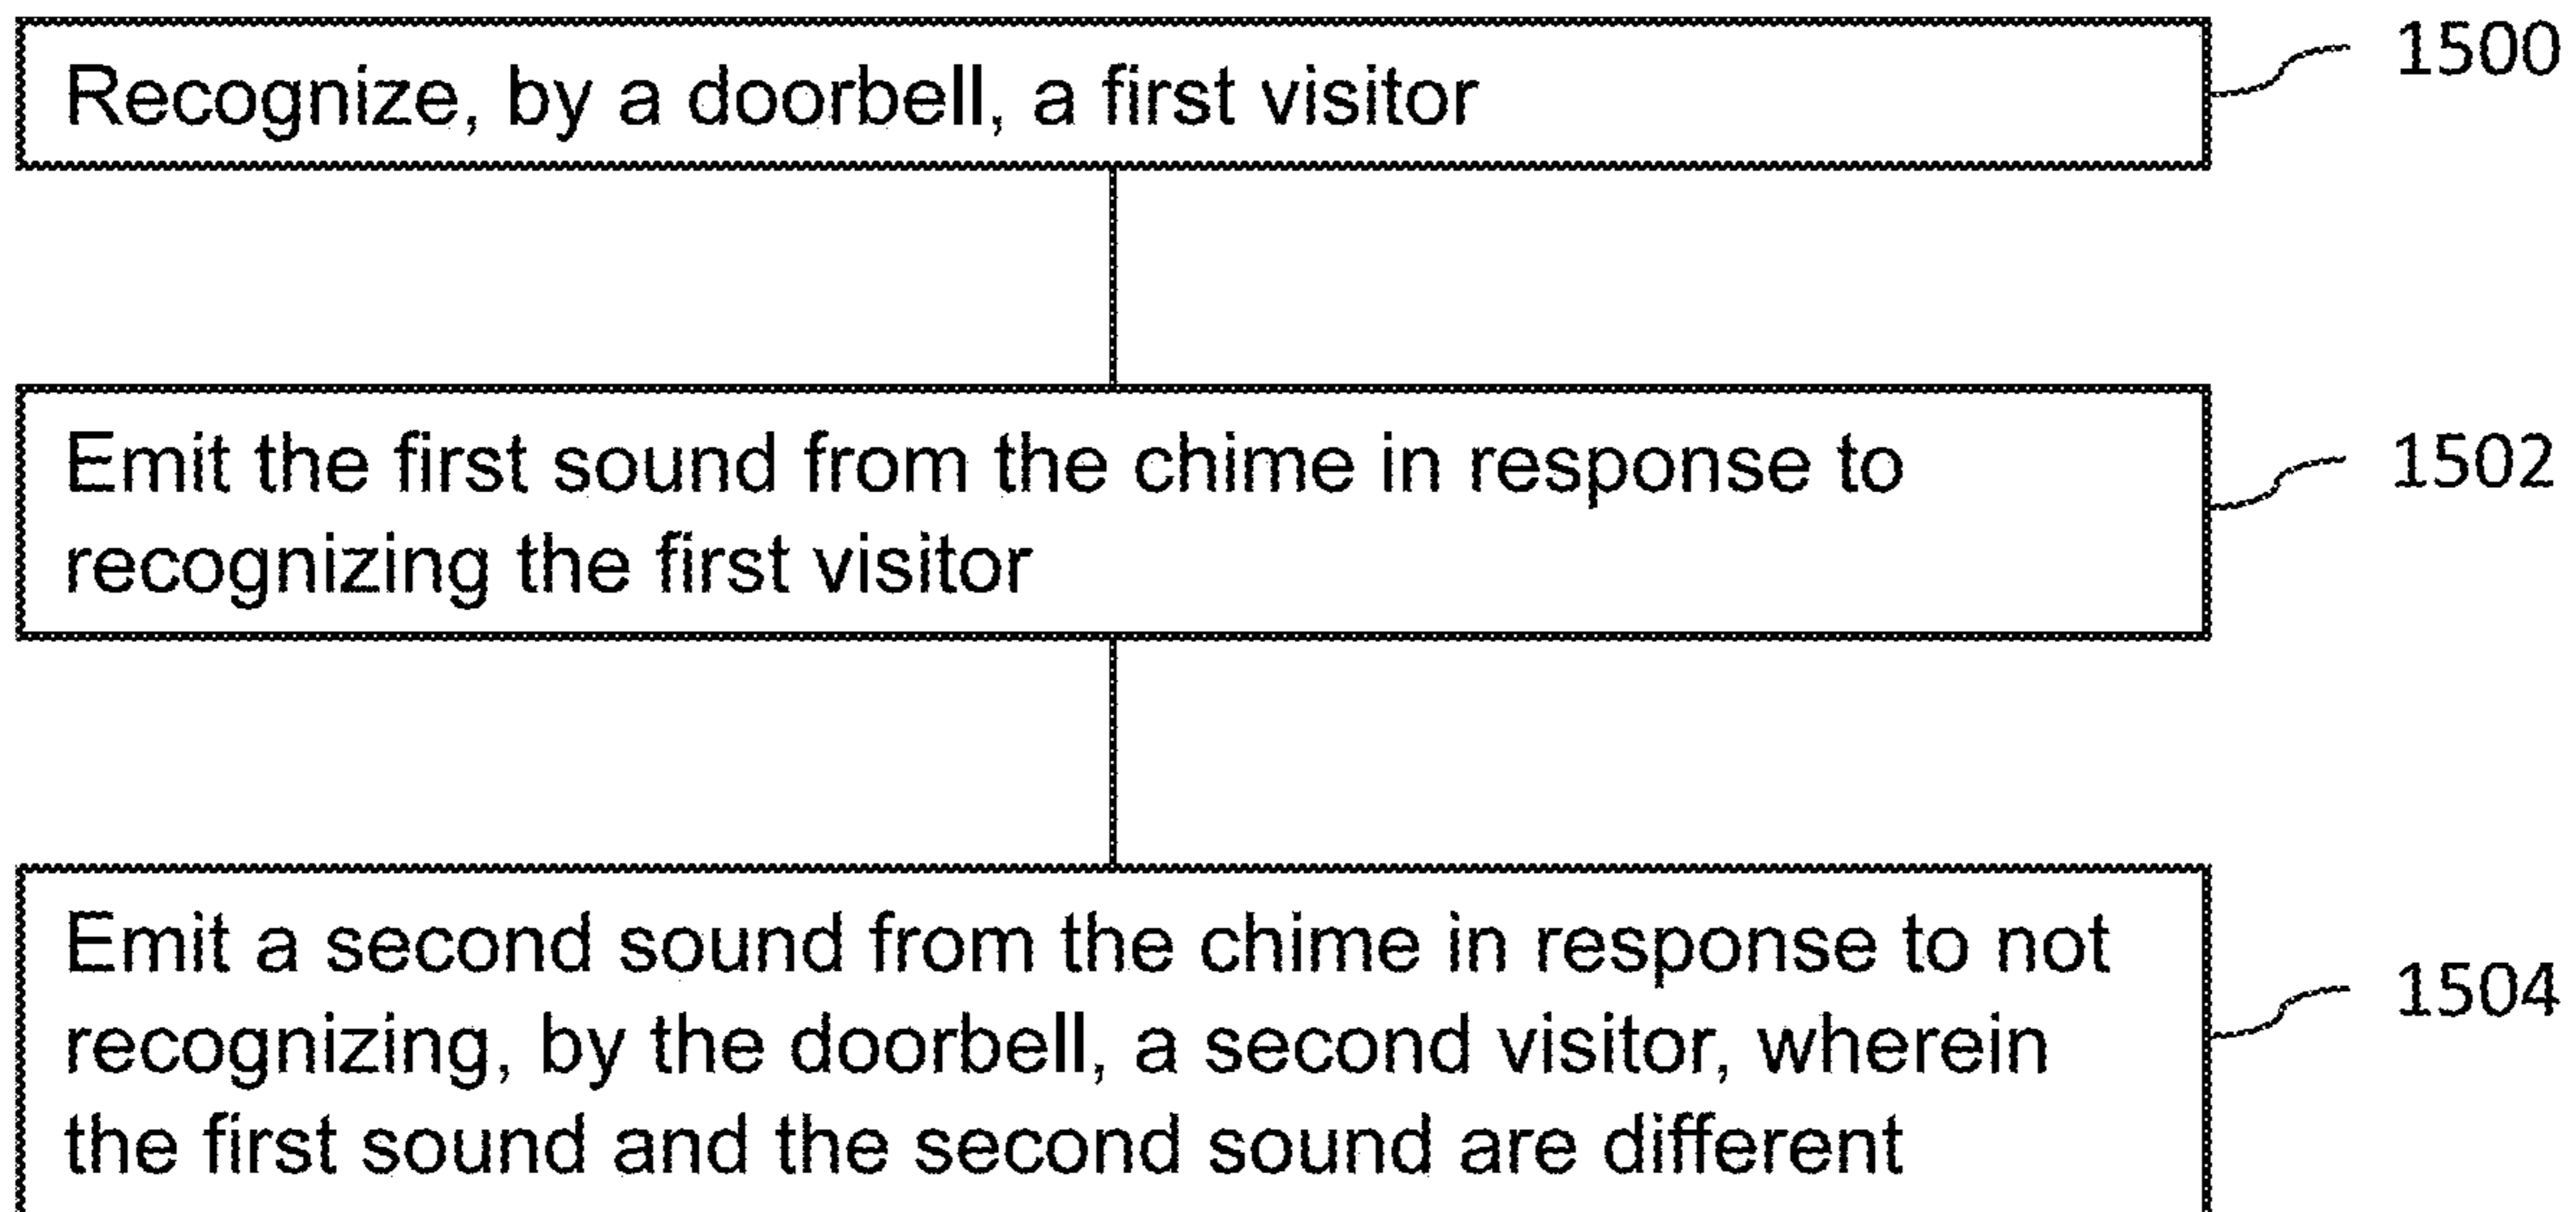 Recognize, by a doorbell, a first visitor
1500
Emit the first sound from the chime in response to
recognizing the first visitor
1502
Emit a second sound from the chime in response to not
recognizing, by the doorbell, a second visitor, wherein
the first sound and the second sound are different
1504